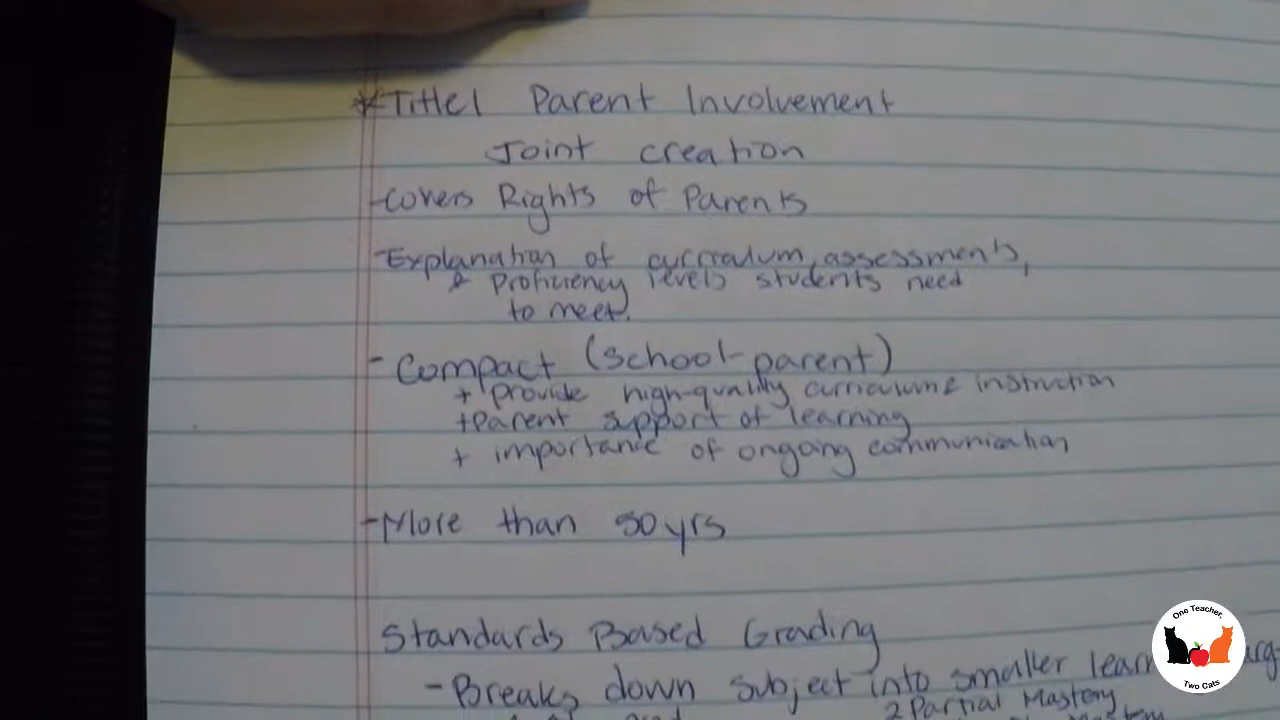 *Title 1 Parent Involvement
Joint creation
-Covers Rights of Parents
-Explanation of curriculum, assessments,
& Proficiency levels students need
to meet.
- Compact (school-parent)
+ provide high-quality curriculum & instruction
+Parent support of learning
+ importance of ongoing communication
-More than 50 yrs
Standards Based Grading
-Breaks down subject into smaller
2 Partial Mastery
One Teacher,
Two Cats